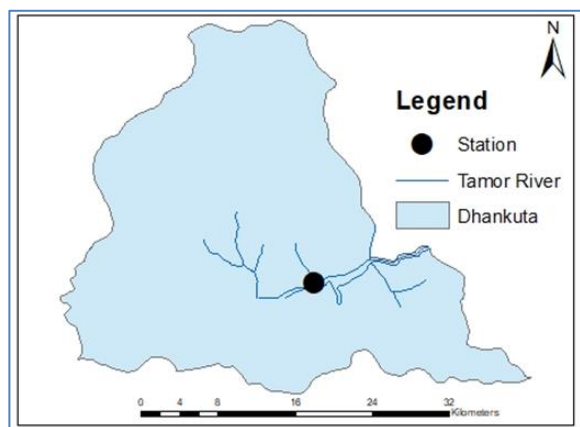 N
Legend
Station
Tamor River
Dhankuta
0 4 8 16 24 32
Kilometers